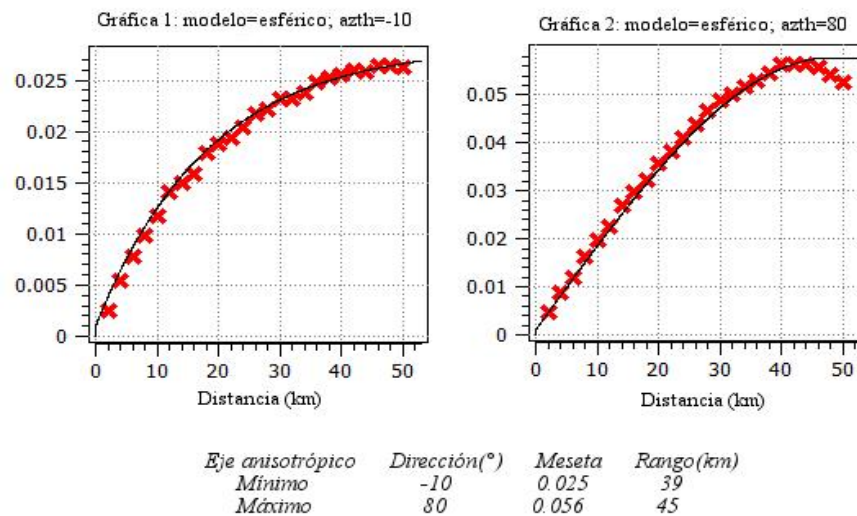 Gráfica 1: modelo=esférico; azth=-10
0.025
0.02
0.015
0.01
0.005
0
0 10 20 30 40 50
Distancia (km)
Gráfica 2: modelo=esférico; azth=80
0.05
0.04
0.03
0.02
0.01
0
0 10 20 30 40 50
Distancia (km)
Eje anisotrópico Dirección(°) Meseta Rango(km)
Mínimo -10 0.025 39
Máximo 80 0.056 45